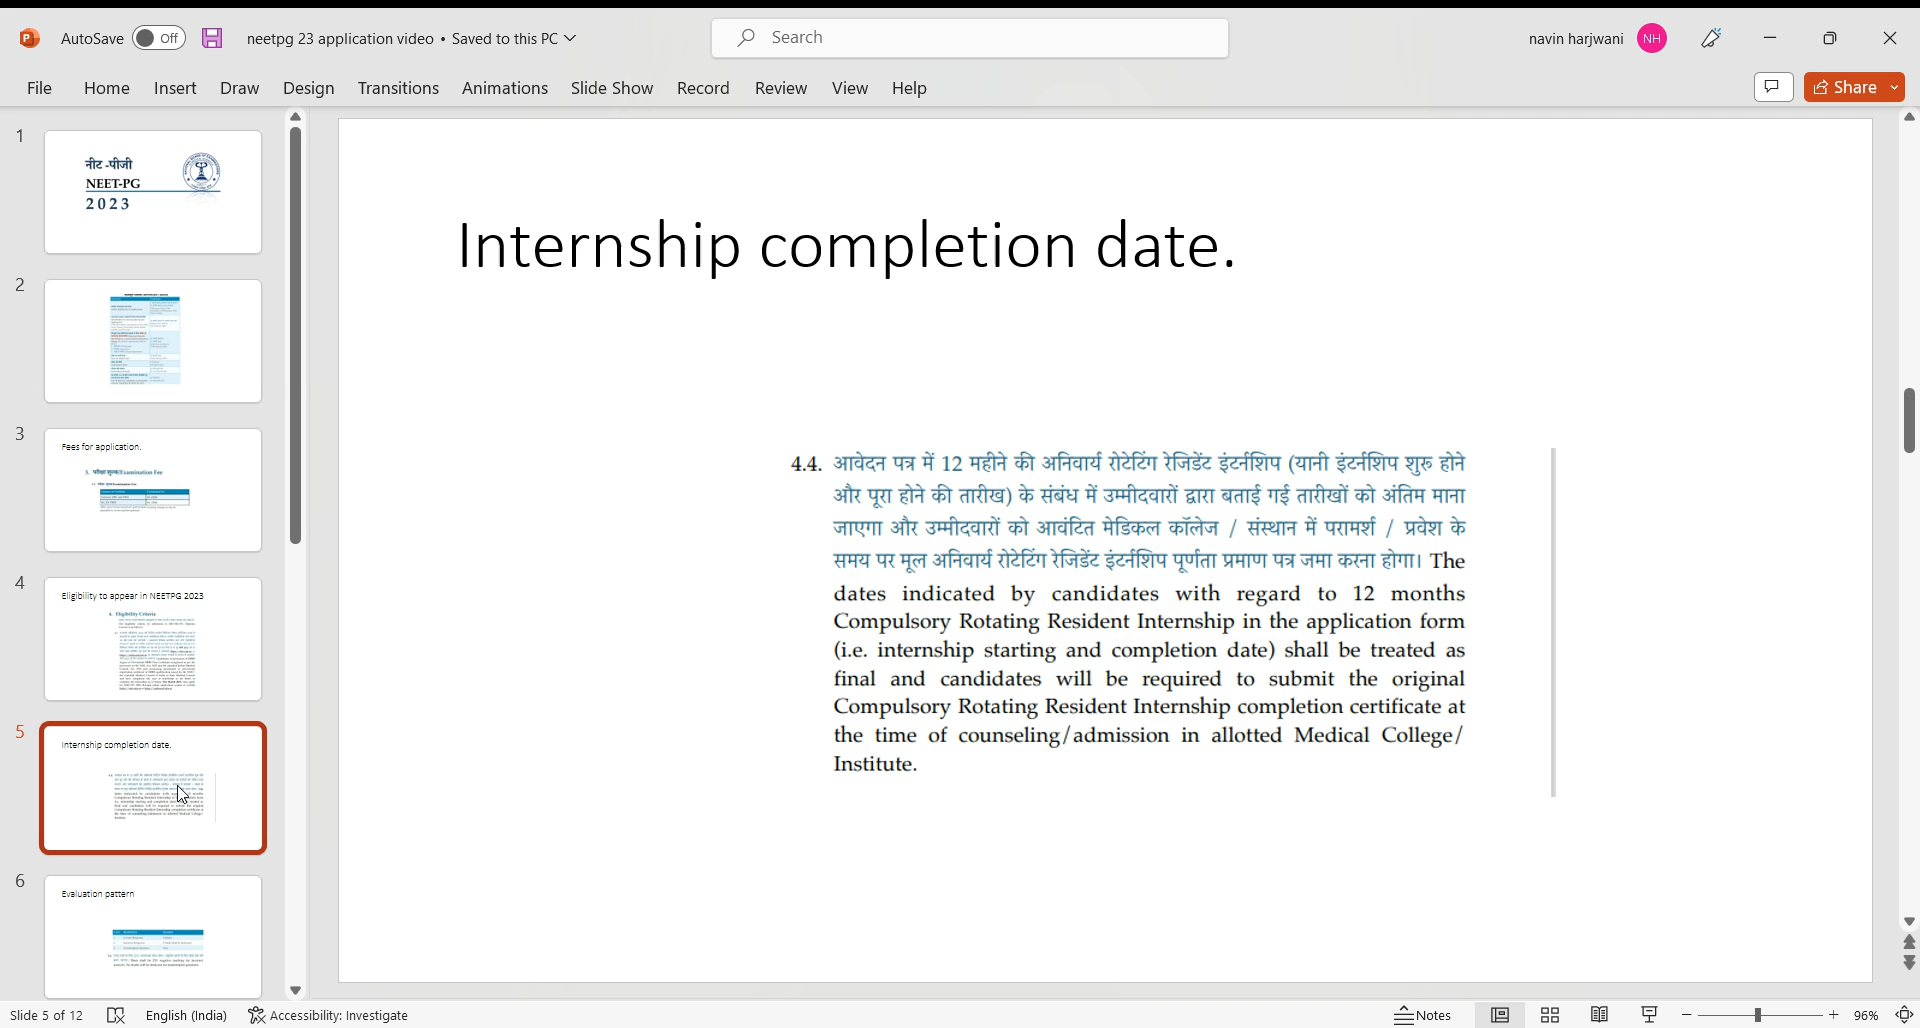 AutoSave Off neetpg 23 application video • Saved to this PC Search navin harjwani NH
File Home Insert Draw Design Transitions Animations Slide Show Record Review View Help Share
1
नीट -पीजी
NEET-PG
2023
2
3
Fees for application.
5. परीक्षा शुल्क/Examination Fee
4
Eligibility to appear in NEETPG 2023
4. Eligibility Criteria
5
Internship completion date.
6
Evaluation pattern
Internship completion date.
4.4. आवेदन पत्र में 12 महीने की अनिवार्य रोटेटिंग रेजिडेंट इंटर्नशिप (यानी इंटर्नशिप शुरू होने
और पूरा होने की तारीख) के संबंध में उम्मीदवारों द्वारा बताई गई तारीखों को अंतिम माना
जाएगा और उम्मीदवारों को आवंटित मेडिकल कॉलेज / संस्थान में परामर्श / प्रवेश के
समय पर मूल अनिवार्य रोटेटिंग रेजिडेंट इंटर्नशिप पूर्णता प्रमाण पत्र जमा करना होगा। The
dates indicated by candidates with regard to 12 months
Compulsory Rotating Resident Internship in the application form
(i.e. internship starting and completion date) shall be treated as
final and candidates will be required to submit the original
Compulsory Rotating Resident Internship completion certificate at
the time of counseling/admission in allotted Medical College/
Institute.
Slide 5 of 12 English (India) Accessibility: Investigate Notes 96%